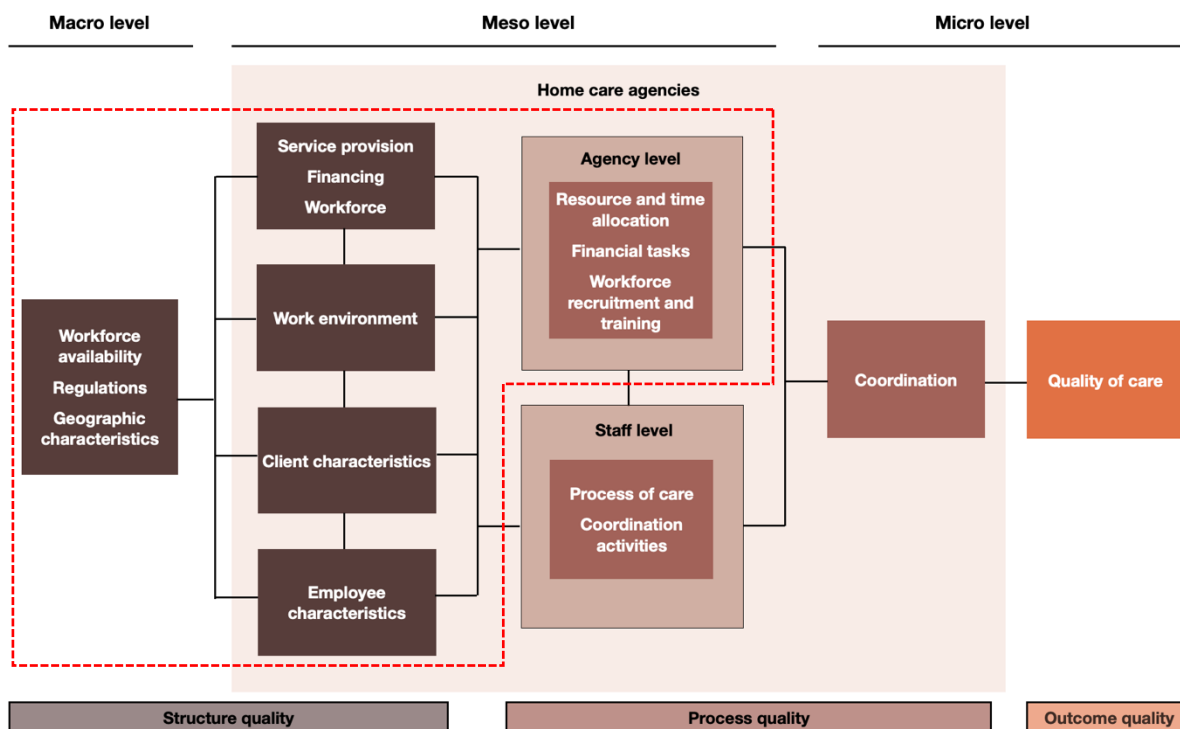 Macro level
Meso level
Micro level
Home care agencies
Service provision
Financing
Workforce
Work environment
Client characteristics
Employee
characteristics
Workforce
availability
Regulations
Geographic
characteristics
Agency level
Resource and time
allocation
Financial tasks
Workforce
recruitment and
training
Staff level
Process of care
Coordination
activities
Coordination
Quality of care
Structure quality
Process quality
Outcome quality